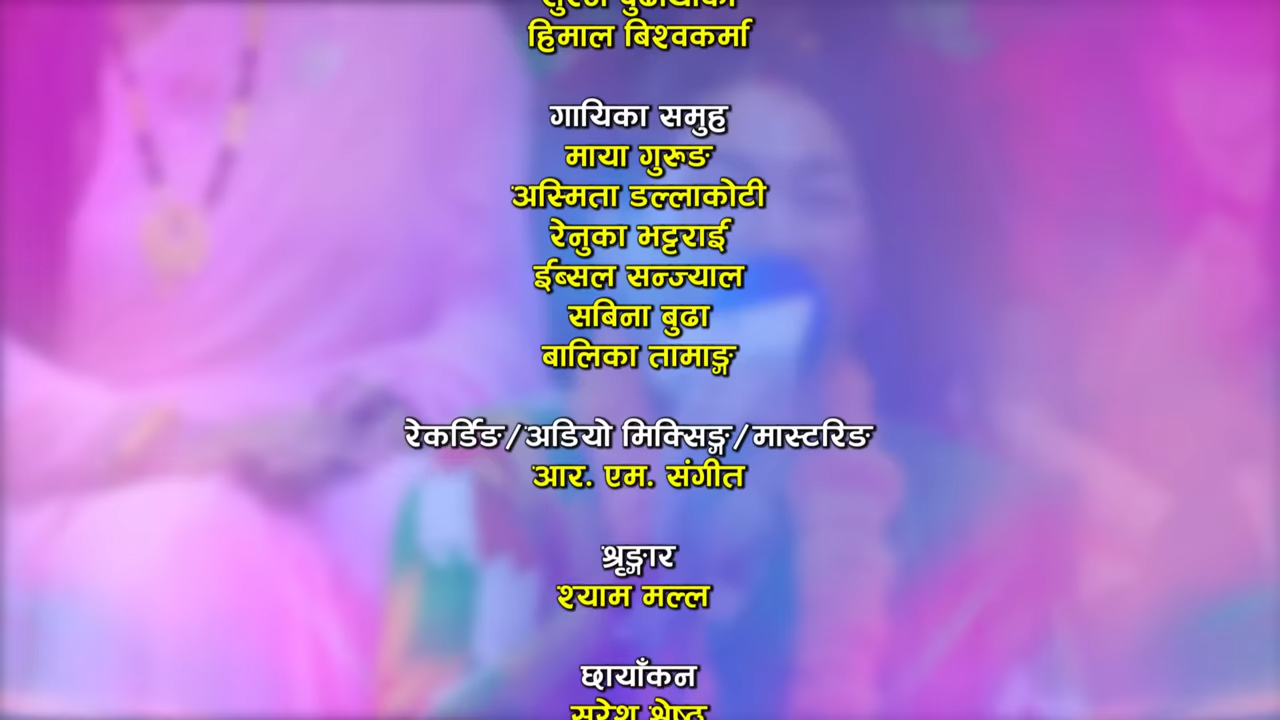 हिमाल बिश्वकर्मा
गायिका समुह
माया गुरूङ
अस्मिता डल्लाकोटी
रेनुका भट्टराई
ईब्सल सन्ज्याल
सबिना बुढा
बालिका तामाङ्ग
रेकर्डिङ/अडियो मिक्सिङ्ग/मास्टरिङ
आर. एम. संगीत
श्रृङ्गार
श्याम मल्ल
छायाँकन
सुरेश श्रेष्ठ